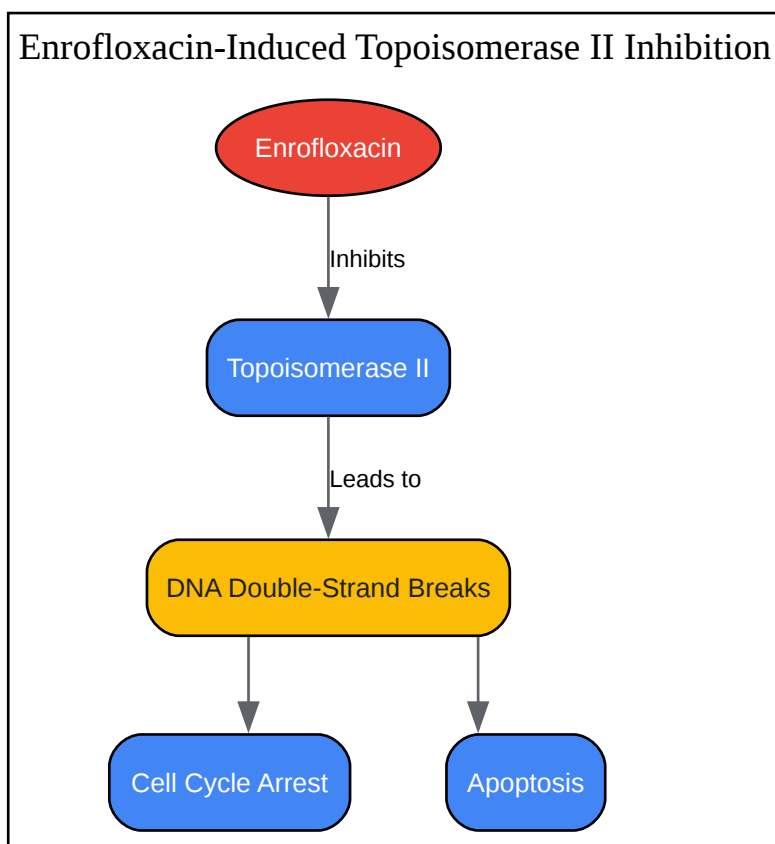 Enrofloxacin-Induced Topoisomerase II Inhibition
Enrofloxacin
Inhibits
Topoisomerase II
Leads to
DNA Double-Strand Breaks
Cell Cycle Arrest
Apoptosis